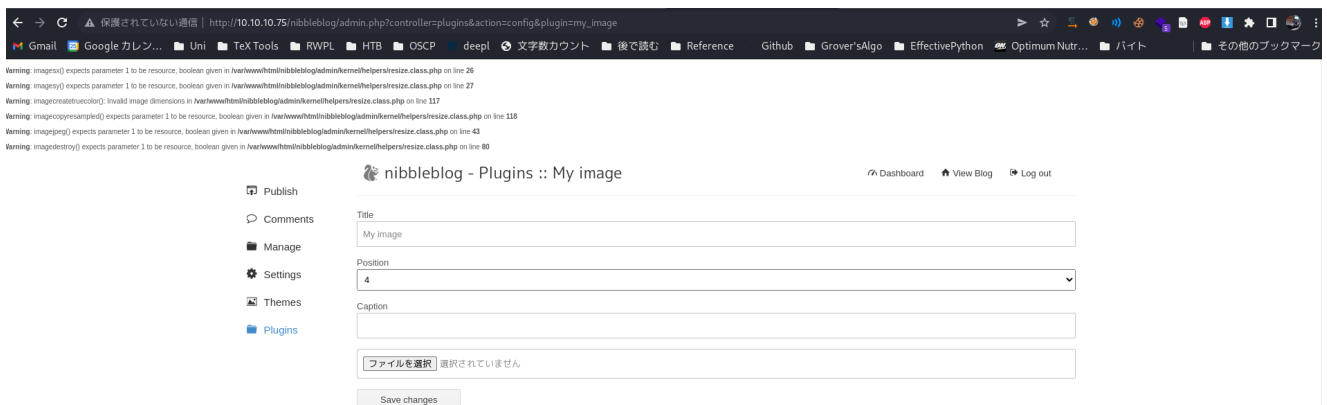 保護されていない通信 | http://10.10.10.75/nibbleblog/admin.php?controller=plugins&action=config&plugin=my_image
Gmail Google カレン... Uni TeX Tools RWPL HTB OSCP deepl 文字数カウント 後で読む Reference Github Grover'sAlgo EffectivePython Optimum Nutr... バイト その他のブックマーク
Warning: imagesx() expects parameter 1 to be resource, boolean given in /var/www/html/nibbleblog/admin/kernel/helpers/resize.class.php on line 26
Warning: imagesy() expects parameter 1 to be resource, boolean given in /var/www/html/nibbleblog/admin/kernel/helpers/resize.class.php on line 27
Warning: imagecreatetruecolor(): Invalid image dimensions in /var/www/html/nibbleblog/admin/kernel/helpers/resize.class.php on line 117
Warning: imagecopyresampled() expects parameter 1 to be resource, boolean given in /var/www/html/nibbleblog/admin/kernel/helpers/resize.class.php on line 118
Warning: imagejpeg() expects parameter 1 to be resource, boolean given in /var/www/html/nibbleblog/admin/kernel/helpers/resize.class.php on line 43
Warning: imagedestroy() expects parameter 1 to be resource, boolean given in /var/www/html/nibbleblog/admin/kernel/helpers/resize.class.php on line 80
nibbleblog - Plugins :: My image
Dashboard View Blog Log out
Publish
Comments
Manage
Settings
Themes
Plugins
Title
My image
Position
4
Caption
ファイルを選択 選択されていません
Save changes